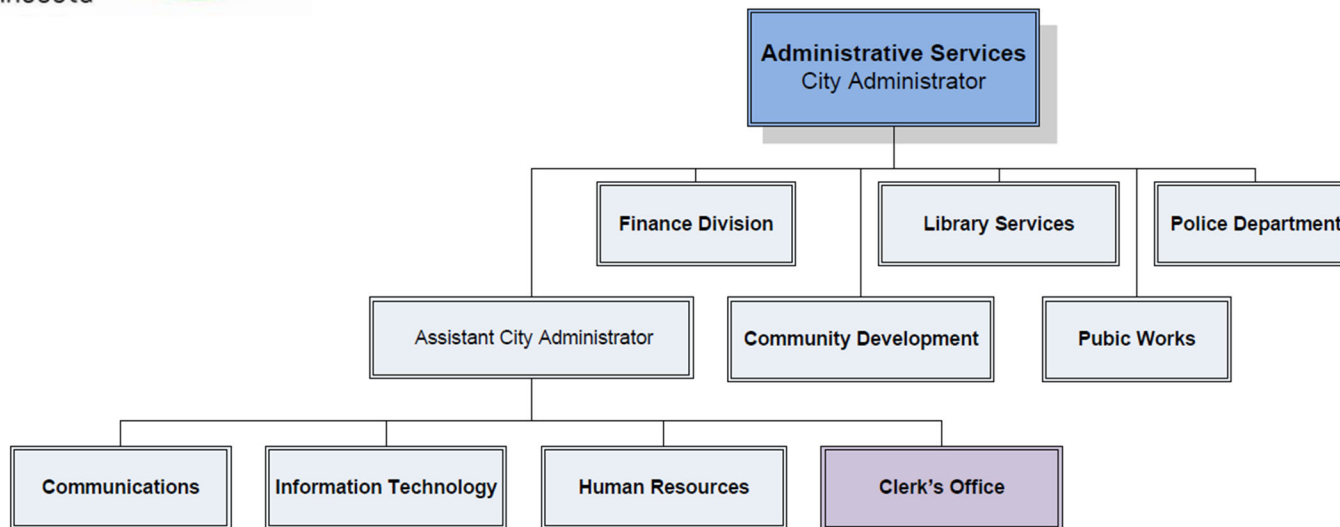 Administrative Services
City Administrator
Finance Division
Library Services
Police Department
Assistant City Administrator
Community Development
Pubic Works
Communications
Information Technology
Human Resources
Clerk's Office